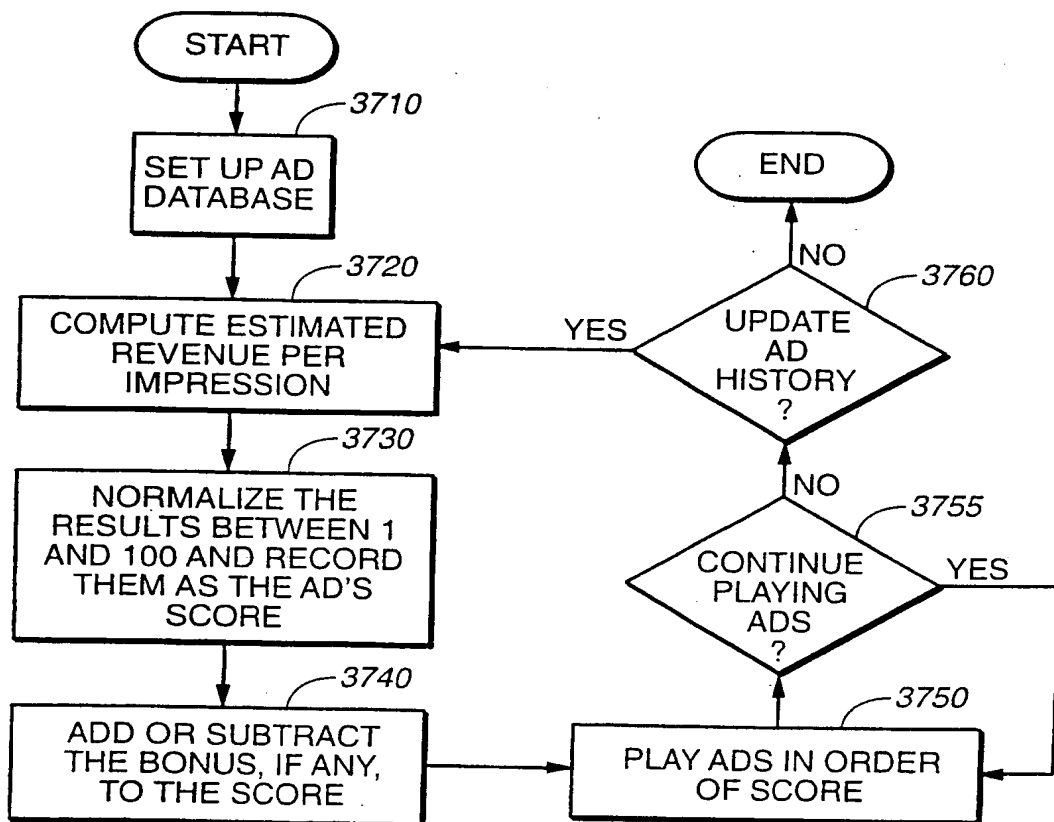 START
3710
SET UP AD
DATABASE
3720
COMPUTE ESTIMATED
REVENUE PER
IMPRESSION
3730
NORMALIZE THE
RESULTS BETWEEN 1
AND 100 AND RECORD
THEM AS THE AD'S
SCORE
3740
ADD OR SUBTRACT
THE BONUS, IF ANY,
TO THE SCORE
3750
PLAY ADS IN ORDER
OF SCORE
3755
CONTINUE
PLAYING
ADS
?
YES
NO
3760
UPDATE
AD
HISTORY
?
YES
NO
END